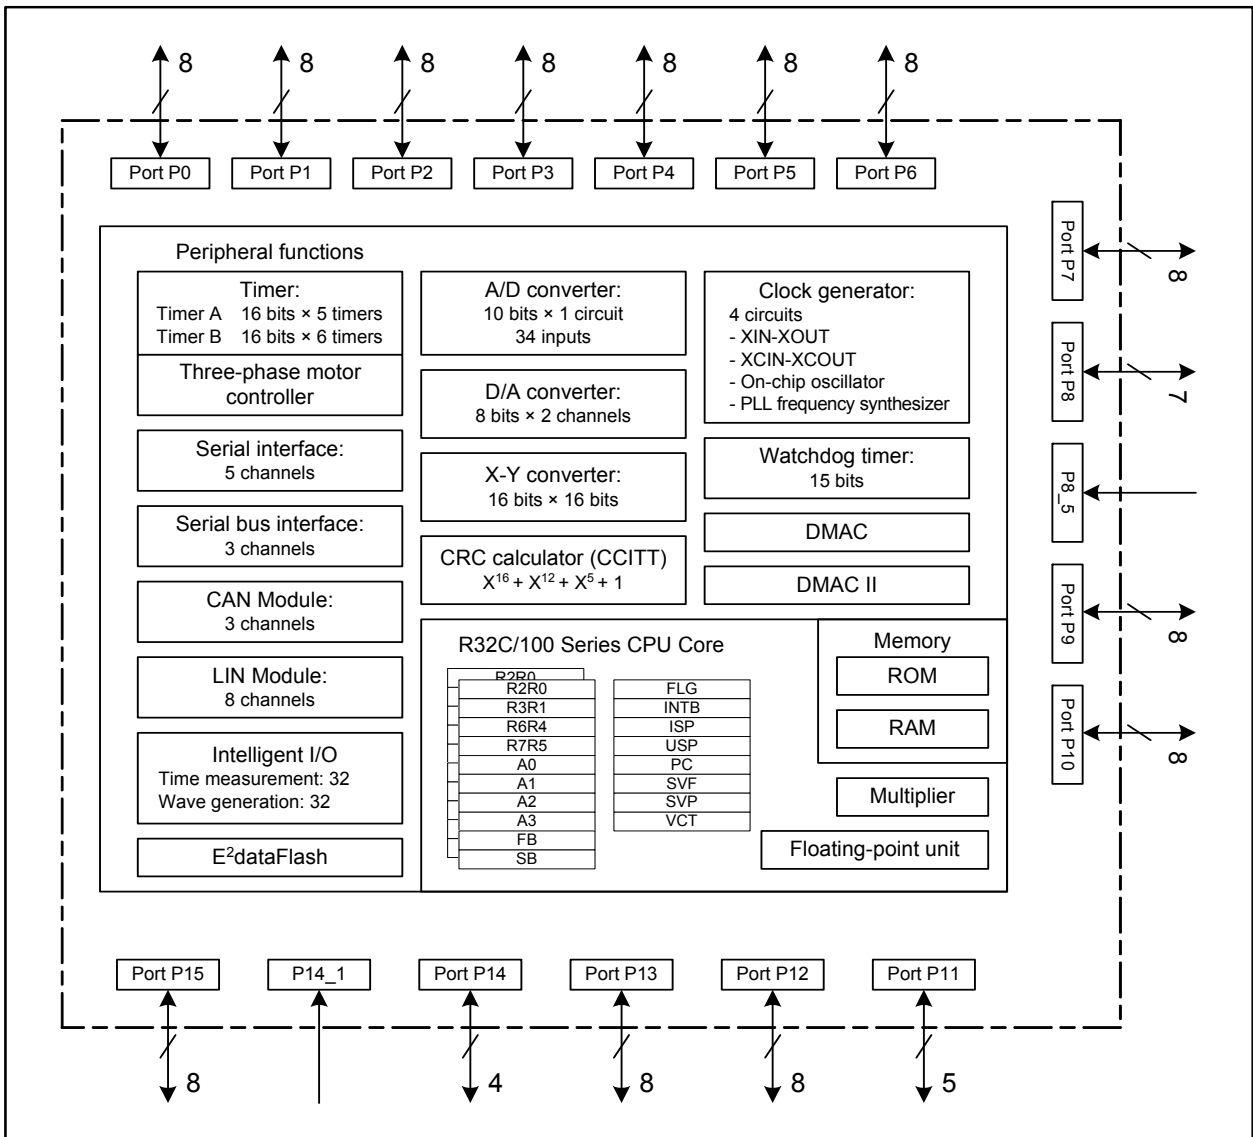 8 8 8 8 8 8 8
Port P0 Port P1 Port P2 Port P3 Port P4 Port P5 Port P6
Peripheral functions
Timer:
Timer A 16 bits × 5 timers
Timer B 16 bits × 6 timers
Three-phase motor
controller
Serial interface:
5 channels
Serial bus interface:
3 channels
CAN Module:
3 channels
LIN Module:
8 channels
Intelligent I/O
Time measurement: 32
Wave generation: 32
E²dataFlash
A/D converter:
10 bits × 1 circuit
34 inputs
D/A converter:
8 bits × 2 channels
X-Y converter:
16 bits × 16 bits
CRC calculator (CCITT)
X¹⁶ + X¹² + X⁵ + 1
Clock generator:
4 circuits
- XIN-XOUT
- XCIN-XCOUT
- On-chip oscillator
- PLL frequency synthesizer
Watchdog timer:
15 bits
DMAC
DMAC II
R32C/100 Series CPU Core
R2R0
R2R0
R3R1
R6R4
R7R5
A0
A1
A2
A3
FB
SB
FLG
INTB
ISP
USP
PC
SVF
SVP
VCT
Memory
ROM
RAM
Multiplier
Floating-point unit
Port P7
8
Port P8
7
P8_5
Port P9
8
Port P10
8
Port P15 P14_1 Port P14 Port P13 Port P12 Port P11
8 4 8 8 5